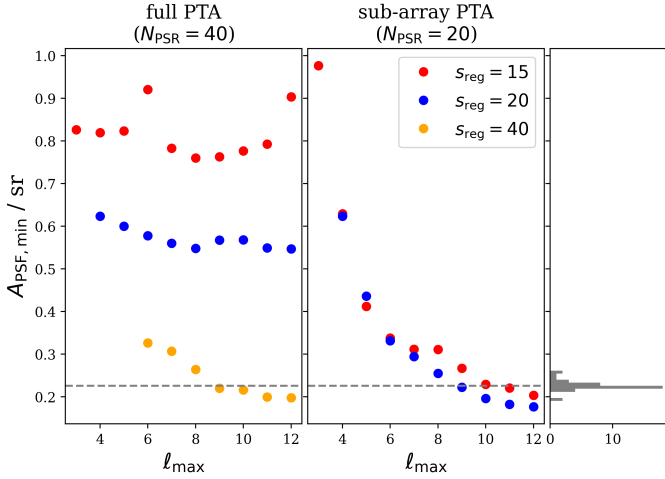 full PTA
(N_PSR = 40)
sub-array PTA
(N_PSR = 20)
A_PSF, min / sr
1.0
0.9
0.8
0.7
0.6
0.5
0.4
0.3
0.2
s_reg = 15
s_reg = 20
s_reg = 40
4 6 8 10 12
4 6 8 10 12
0 10
ℓ_max
ℓ_max